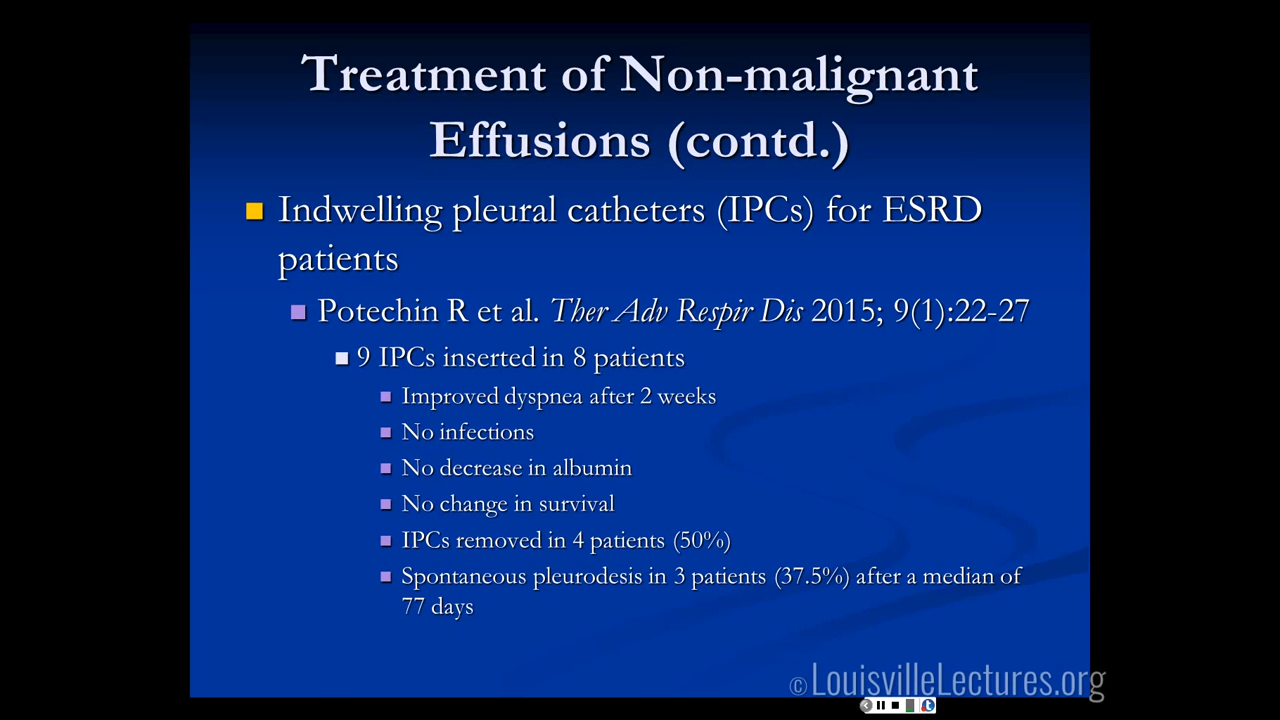 Treatment of Non-malignant
Effusions (contd.)
Indwelling pleural catheters (IPCs) for ESRD
patients
Potechin R et al. Ther Adv Respir Dis 2015; 9(1):22-27
9 IPCs inserted in 8 patients
Improved dyspnea after 2 weeks
No infections
No decrease in albumin
No change in survival
IPCs removed in 4 patients (50%)
Spontaneous pleurodesis in 3 patients (37.5%) after a median of
77 days
© LouisvilleLectures.org